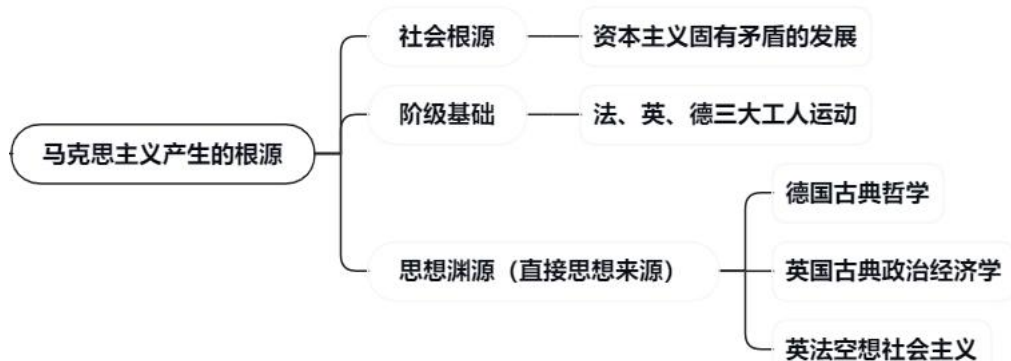 马克思主义产生的根源
社会根源
资本主义固有矛盾的发展
阶级基础
法、英、德三大工人运动
思想渊源（直接思想来源）
德国古典哲学
英国古典政治经济学
英法空想社会主义